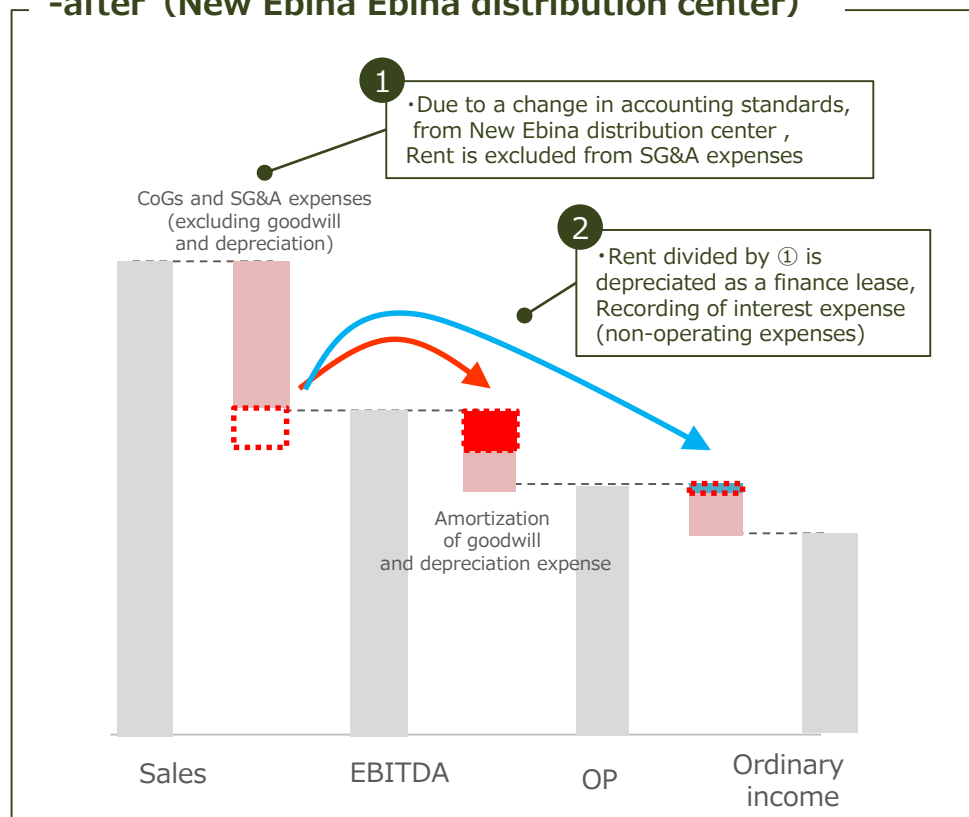 -after（New Ebina Ebina distribution center）
1
・Due to a change in accounting standards,
from New Ebina distribution center ,
Rent is excluded from SG&A expenses
CoGs and SG&A expenses
(excluding goodwill
and depreciation)
2
・Rent divided by ① is
depreciated as a finance lease,
Recording of interest expense
(non-operating expenses)
Amortization
of goodwill
and depreciation expense
Sales
EBITDA
OP
Ordinary
income